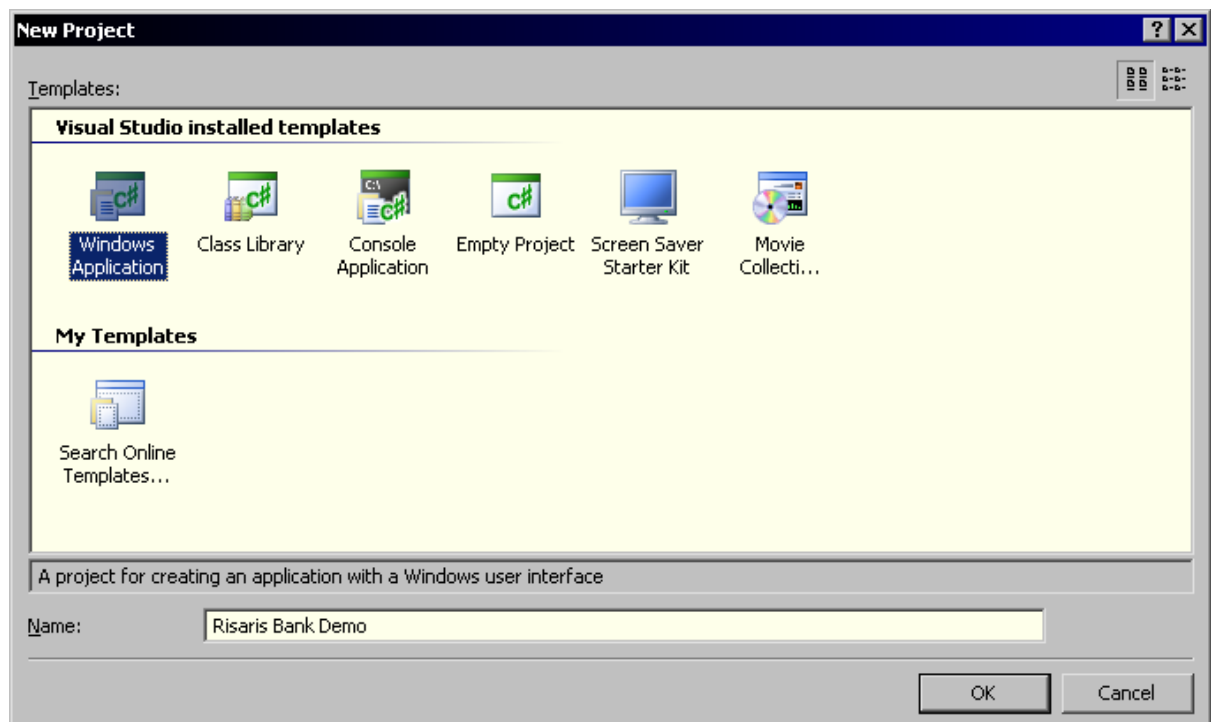 New Project
Templates:
Visual Studio installed templates
C# C# C:\ C# C#
Windows Application
Class Library
Console Application
Empty Project
Screen Saver Starter Kit
Movie Collecti...
My Templates
Search Online Templates...
A project for creating an application with a Windows user interface
Name: Risaris Bank Demo
OK Cancel